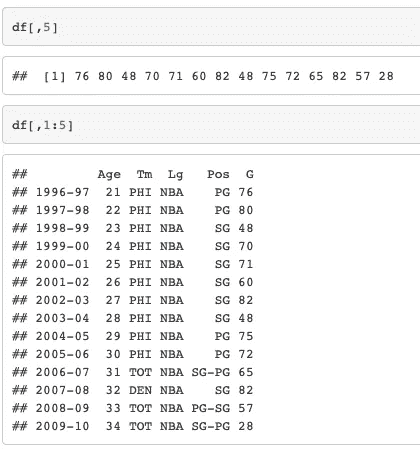 df[,5]
##  [1] 76 80 48 70 71 60 82 48 75 72 65 82 57 28
df[,1:5]
##         Age  Tm  Lg   Pos  G
## 1996-97  21 PHI NBA    PG 76
## 1997-98  22 PHI NBA    PG 80
## 1998-99  23 PHI NBA    SG 48
## 1999-00  24 PHI NBA    SG 70
## 2000-01  25 PHI NBA    SG 71
## 2001-02  26 PHI NBA    SG 60
## 2002-03  27 PHI NBA    SG 82
## 2003-04  28 PHI NBA    SG 48
## 2004-05  29 PHI NBA    PG 75
## 2005-06  30 PHI NBA    PG 72
## 2006-07  31 TOT NBA SG-PG 65
## 2007-08  32 DEN NBA    SG 82
## 2008-09  33 TOT NBA PG-SG 57
## 2009-10  34 TOT NBA SG-PG 28